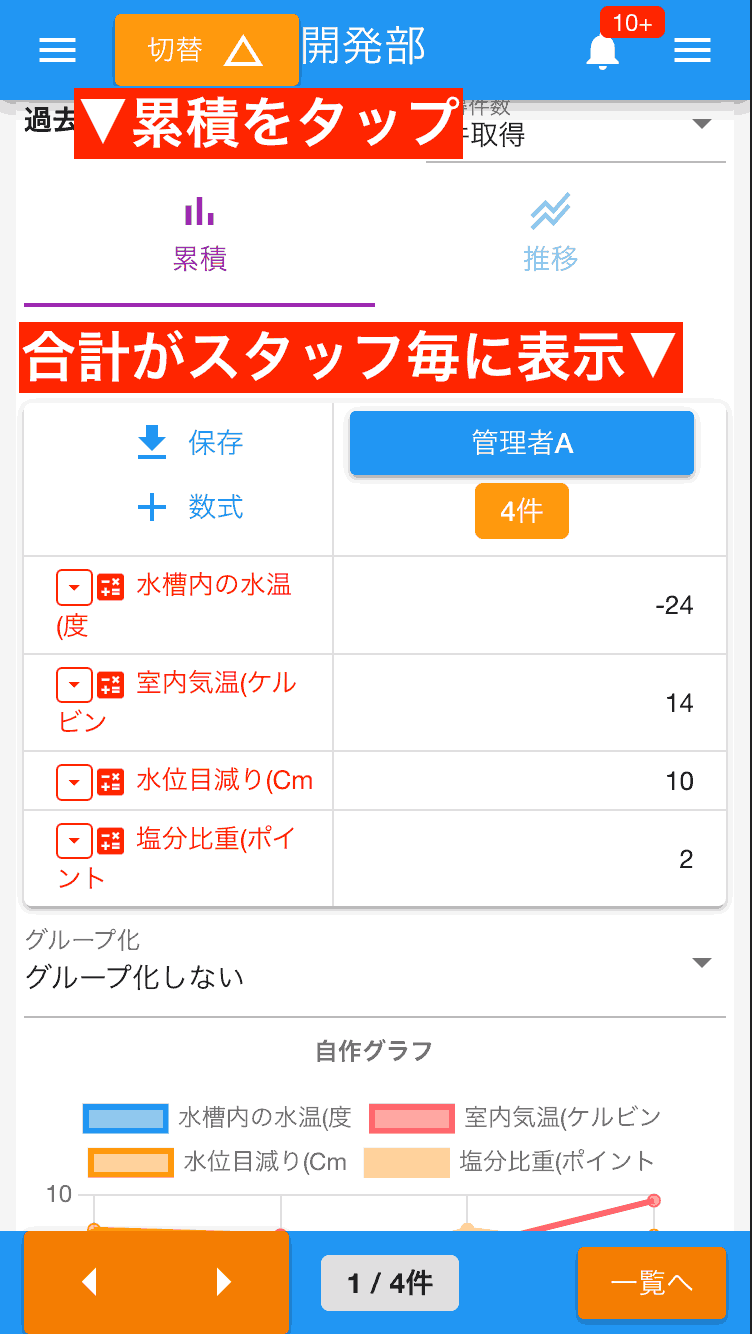 切替
開発部
10+
過去
▼累積をタップ
得件数
件取得
累積
推移
合計がスタッフ毎に表示▼
保存
数式
管理者A
4件
水槽内の水温
(度
-24
室内気温(ケル
ビン
14
水位目減り(Cm
10
塩分比重(ポイ
ント
2
グループ化
グループ化しない
自作グラフ
水槽内の水温(度
室内気温(ケルビン
水位目減り(Cm
塩分比重(ポイント
10
1 / 4件
一覧へ